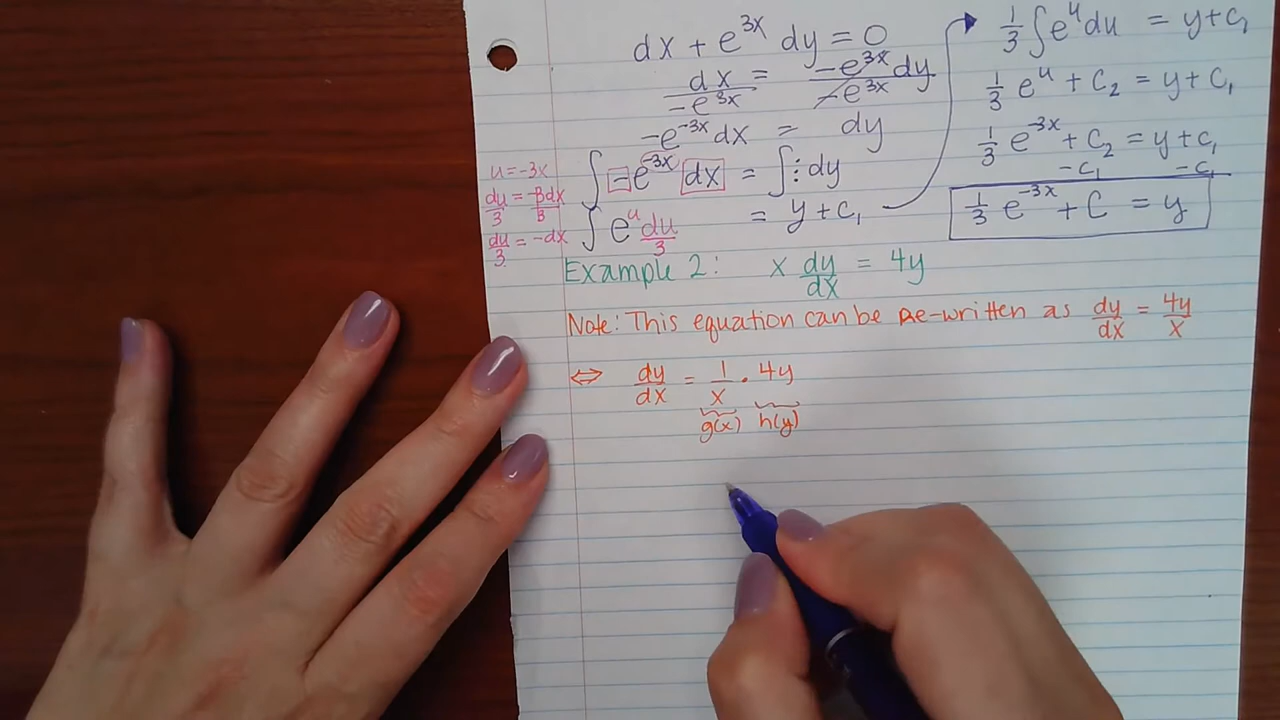 dx + e^{3x} dy = 0
dx/-e^{3x} = -e^{3x}dy/-e^{3x}
-e^{-3x} dx = dy
u = -3x
du/3 = -3dx/3
du/3 = -dx
∫ - e^{-3x} dx = ∫ dy
∫ e^u du/3 = y + c₁
1/3 ∫ e^u du = y + c₁
1/3 e^u + c₂ = y + c₁
1/3 e^{-3x} + c₂ = y + c₁
-c₁ -c₁
1/3 e^{-3x} + C = y
Example 2: x dy/dx = 4y
Note: This equation can be re-written as dy/dx = 4y/x
⇔ dy/dx = 1/x · 4y
g(x) h(y)